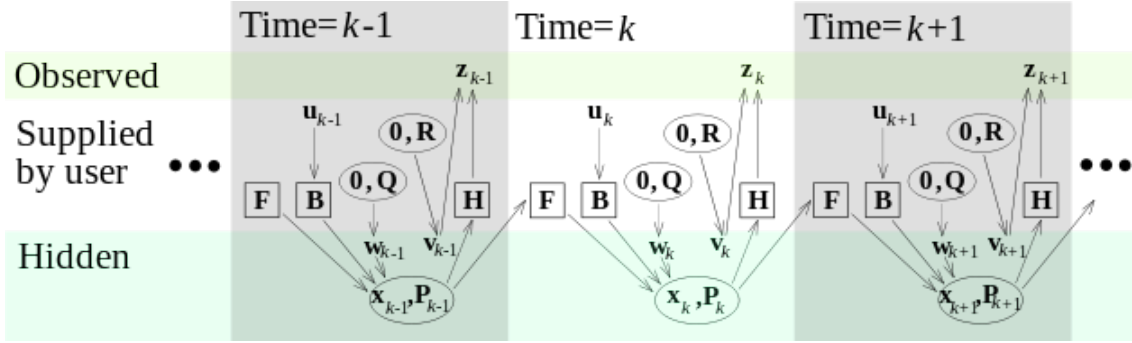 Time=k-1 Time=k Time=k+1
Observed z_{k-1} z_k z_{k+1}
Supplied by user
u_{k-1} u_k u_{k+1}
0,R 0,R 0,R
••• 0,Q 0,Q 0,Q •••
F B H F B H F B H
Hidden
w_{k-1} v_{k-1} w_k v_k w_{k+1} v_{k+1}
x_{k-1},P_{k-1} x_k,P_k x_{k+1},P_{k+1}